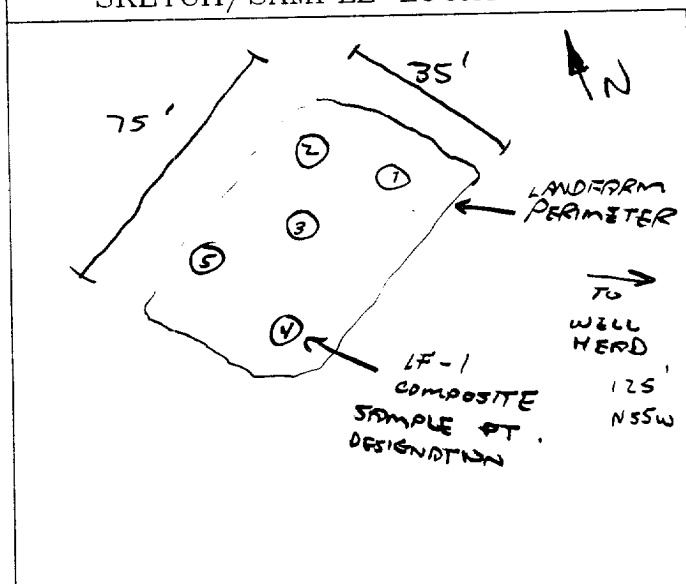 SKETCH/SAMPLE
75'
35'
N
2
1
3
5
4
LANDFARM
PERIMETER
TO
WELL
HEAD
125'
N55W
LF-1
COMPOSITE
SAMPLE PT.
DESIGNATION